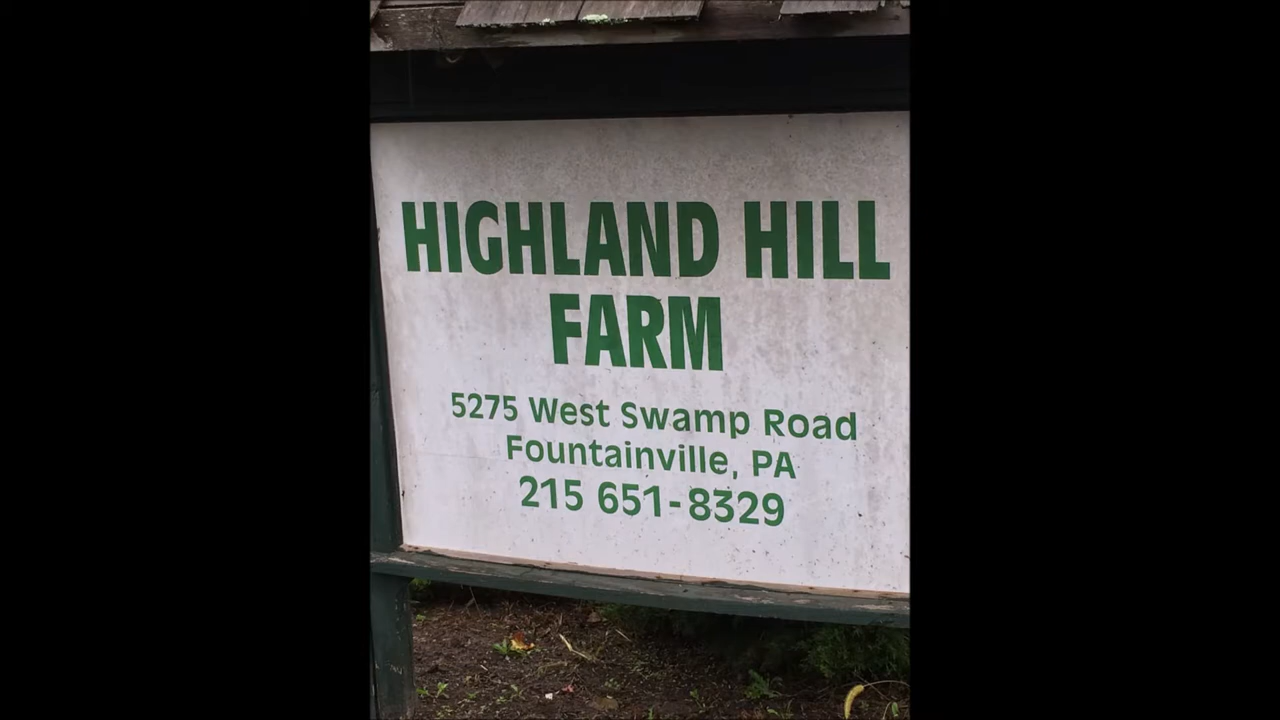 HIGHLAND HILL
FARM
5275 West Swamp Road
Fountainville, PA
215 651-8329